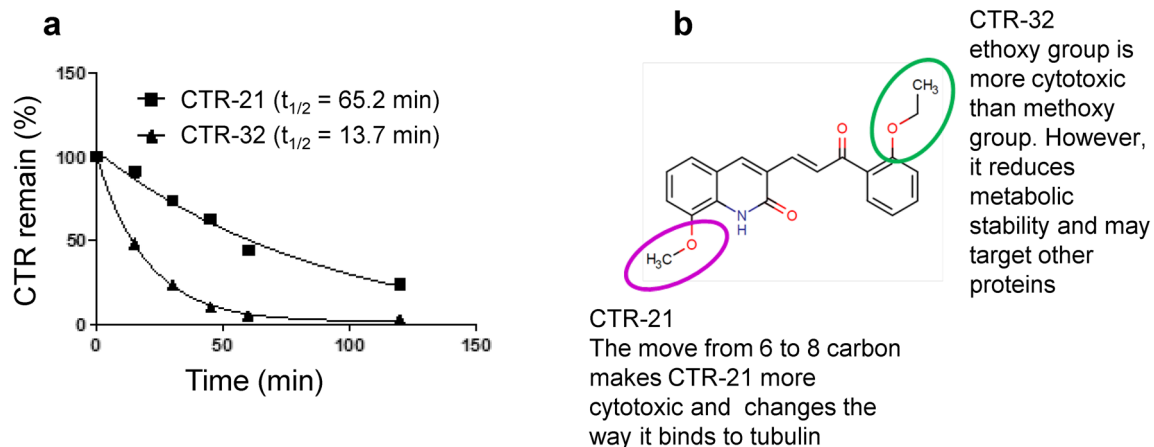 a
CTR remain (%)
150
100
50
0
CTR-21 (t1/2 = 65.2 min)
CTR-32 (t1/2 = 13.7 min)
0
50
100
150
Time (min)
b
CH3
O
O
N
H
O
O
H3C
CTR-32
ethoxy group is
more cytotoxic
than methoxy
group. However,
it reduces
metabolic
stability and may
target other
proteins
CTR-21
The move from 6 to 8 carbon
makes CTR-21 more
cytotoxic and  changes the
way it binds to tubulin